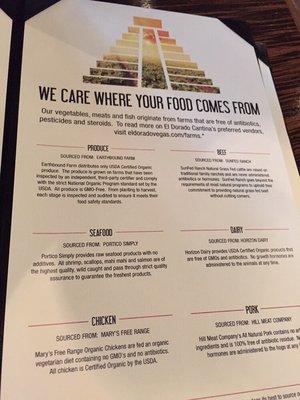 WE CARE WHERE YOUR FOOD COMES FROM
Our vegetables, meats and fish originate from farms that are free of antibiotics,
pesticides and steroids. To read more on El Dorado Cantina's preferred vendors,
visit eldoradovegas.com/farms.*
PRODUCE
SOURCED FROM: EARTHBOUND FARM
Earthbound Farm distributes only USDA Certified Organic
produce. The produce is grown on farms that have been
inspected by an independent, third-party certifier and comply
with the strict National Organic Program standard set by the
USDA. All produce is GMO-Free. From planting to harvest,
each stage is inspected and audited to ensure it meets their
food safety standards.
BEEF
SOURCED FROM: SUNFED RANCH
SunFed Ranch Natural Grass Fed cattle are raised on
traditional family ranches and are never administered
antibiotics or hormones. SunFed Ranch goes beyond the
requirements of most natural programs to uphold their
commitment to providing natural grass fed beef
without cutting corners.
SEAFOOD
SOURCED FROM: PORTICO SIMPLY
Portico Simply provides raw seafood products with no
additives. All shrimp, scallops, mahi mahi and salmon are of
the highest quality, wild caught and pass through strict quality
assurance to guarantee the freshest products.
DAIRY
SOURCED FROM: HORIZON DAIRY
Horizon Dairy provides USDA Certified Organic, products that
are free of GMOs and antibiotics. No growth hormones are
administered to the animals at any time.
CHICKEN
SOURCED FROM: MARY'S FREE RANGE
Mary's Free Range Organic Chickens are fed an organic
vegetarian diet containing no GMO's and no antibiotics.
All chicken is Certified Organic by the USDA.
PORK
SOURCED FROM: HILL MEAT COMPANY
Hill Meat Company's All Natural Pork contains no
ingredients and is 100% free of antibiotic residue. No
hormones are administered to the hogs at any
its best to source